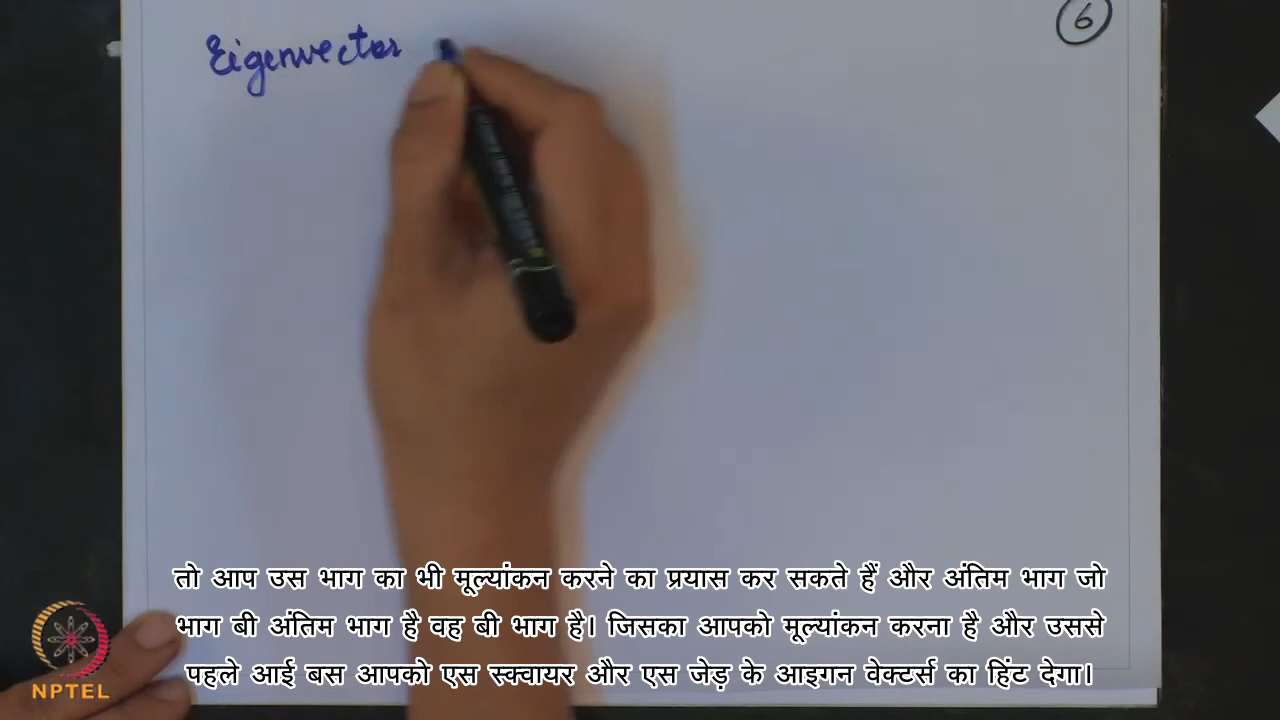 Eigenvector
6
तो आप उस भाग का भी मूल्यांकन करने का प्रयास कर सकते हैं और अंतिम भाग जो
भाग बी अंतिम भाग है वह बी भाग है। जिसका आपको मूल्यांकन करना है और उससे
पहले आई बस आपको एस स्क्वायर और एस जेड़ के आइगन वेक्टर्स का हिंट देगा।
NPTEL